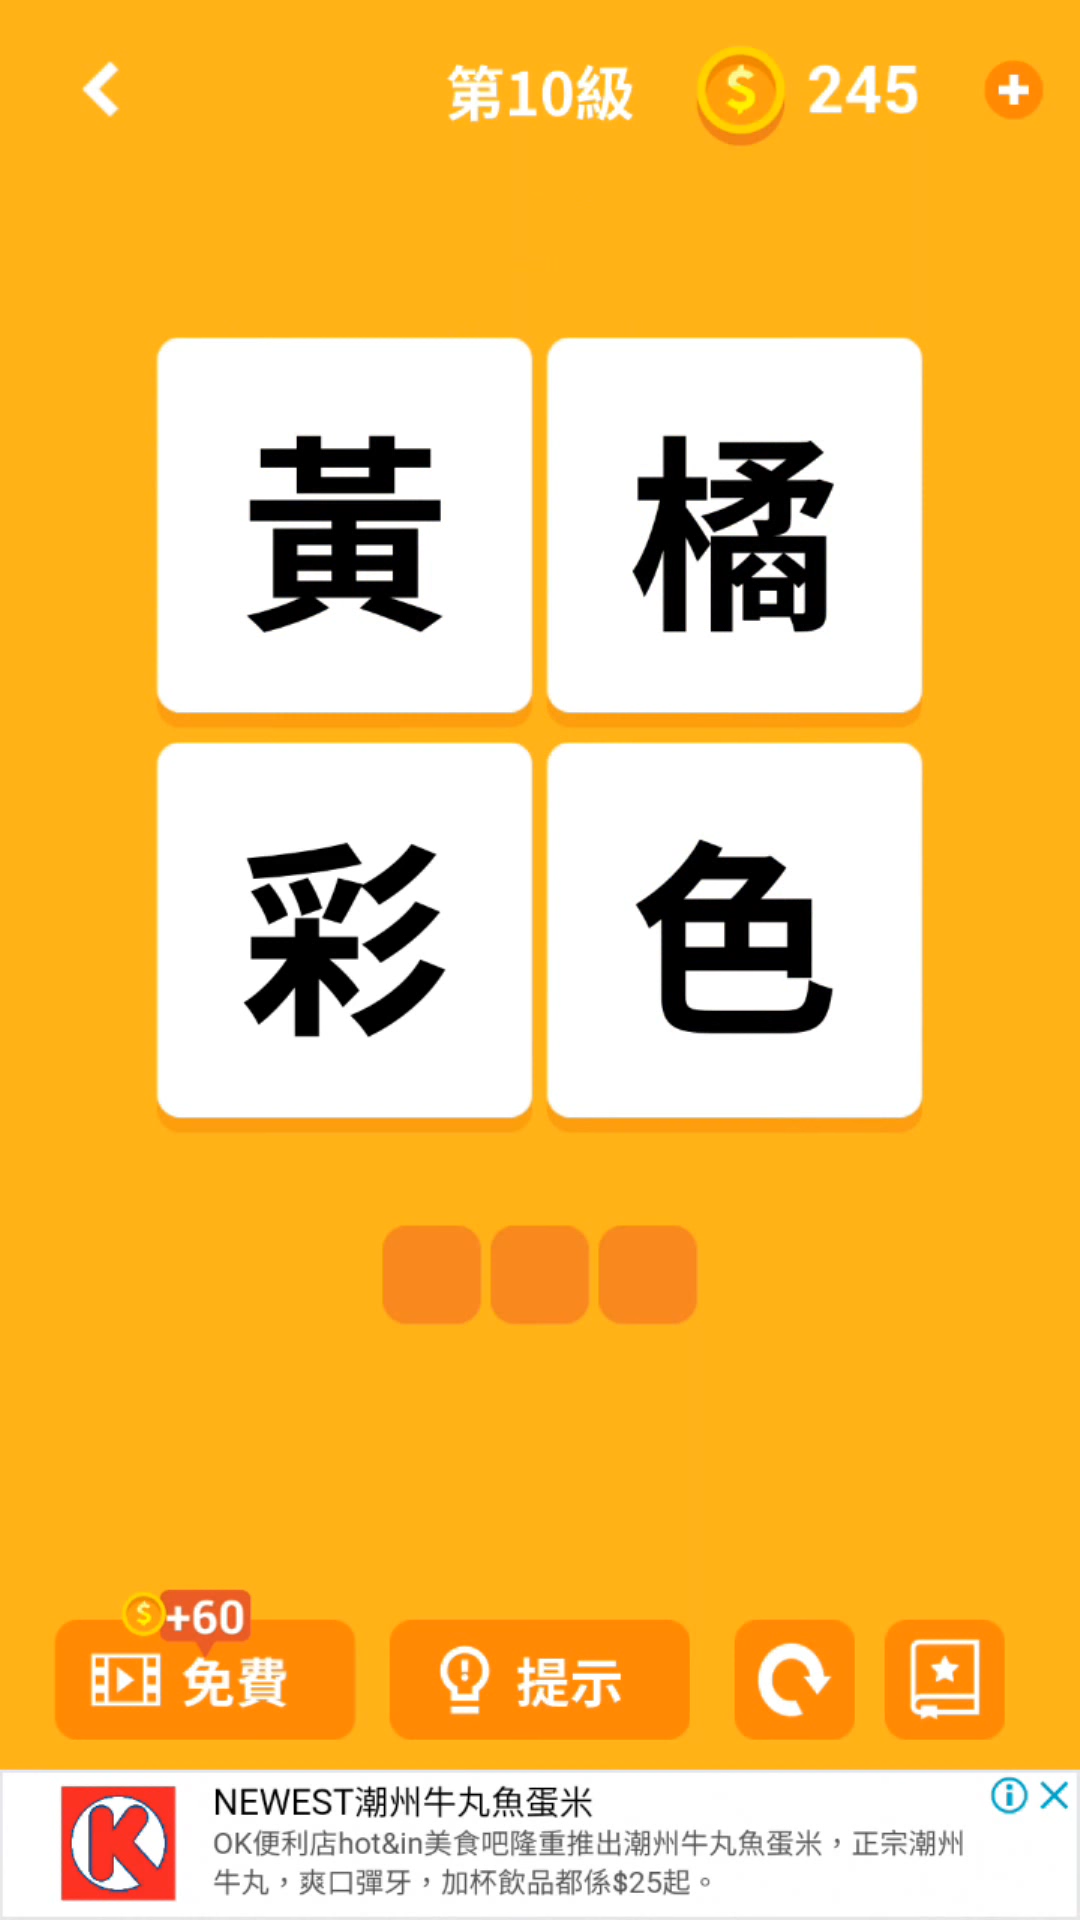 第10級
245
黃 橘
彩 色
+60
免費
提示
NEWEST潮州牛丸魚蛋米
OK便利店hot&in美食吧隆重推出潮州牛丸魚蛋米，正宗潮州
牛丸，爽口彈牙，加杯飲品都係$25起。